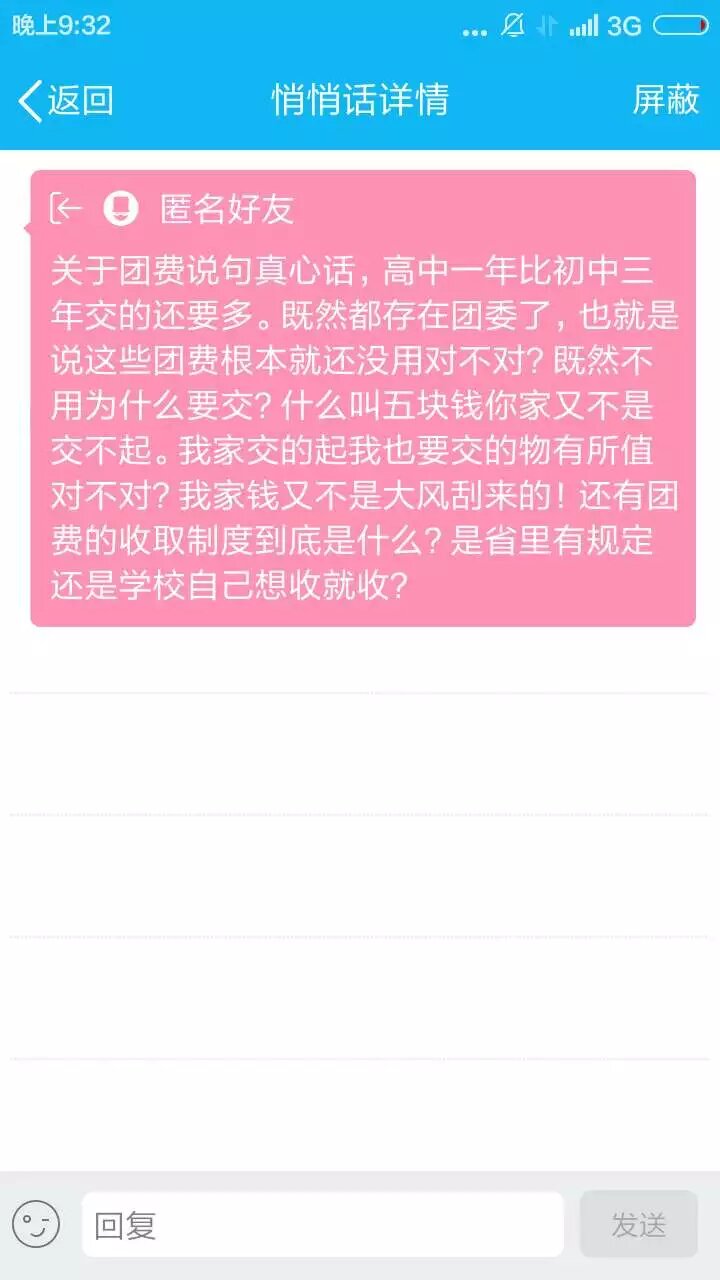 晚上9:32
3G
返回
悄悄话详情
屏蔽
匿名好友
关于团费说句真心话，高中一年比初中三
年交的还要多。既然都存在团委了，也就是
说这些团费根本就还没用对不对？既然不
用为什么要交？什么叫五块钱你家又不是
交不起。我家交的起我也要交的物有所值
对不对？我家钱又不是大风刮来的！还有团
费的收取制度到底是什么？是省里有规定
还是学校自己想收就收？
回复
发送